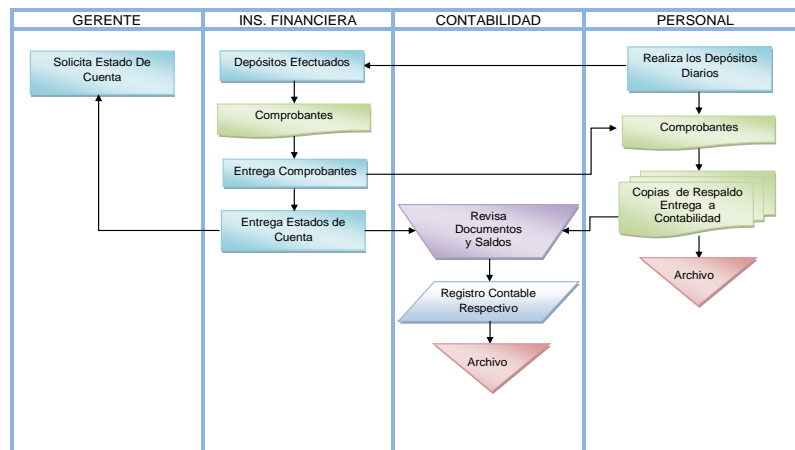 GERENTE
INS. FINANCIERA
CONTABILIDAD
PERSONAL
Solicita Estado De
Cuenta
Depósitos Efectuados
Realiza los Depósitos
Diarios
Comprobantes
Comprobantes
Entrega Comprobantes
Copias de Respaldo
Entrega a
Contabilidad
Entrega Estados de
Cuenta
Revisa
Documentos
y Saldos
Archivo
Registro Contable
Respectivo
Archivo